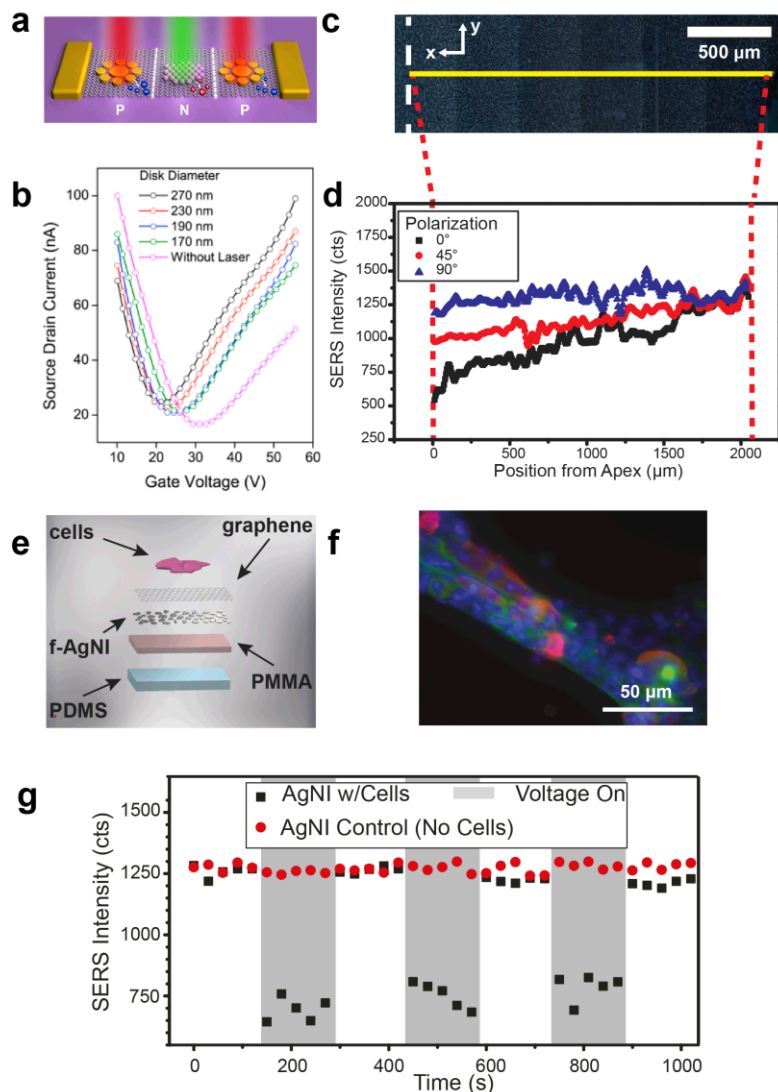 a
P
N
P
b
Disk Diameter
270 nm
230 nm
190 nm
170 nm
Without Laser
100
80
60
40
20
10
20
30
40
50
60
Source Drain Current (nA)
Gate Voltage (V)
c
x
y
500 µm
d
2000
1750
1500
1250
1000
750
500
250
Polarization
0°
45°
90°
SERS Intensity (cts)
0
500
1000
1500
2000
Position from Apex (µm)
e
cells
graphene
f-AgNI
PMMA
PDMS
f
50 µm
g
AgNI w/Cells
Voltage On
AgNI Control (No Cells)
1500
1250
1000
750
SERS Intensity (cts)
0
200
400
600
800
1000
Time (s)